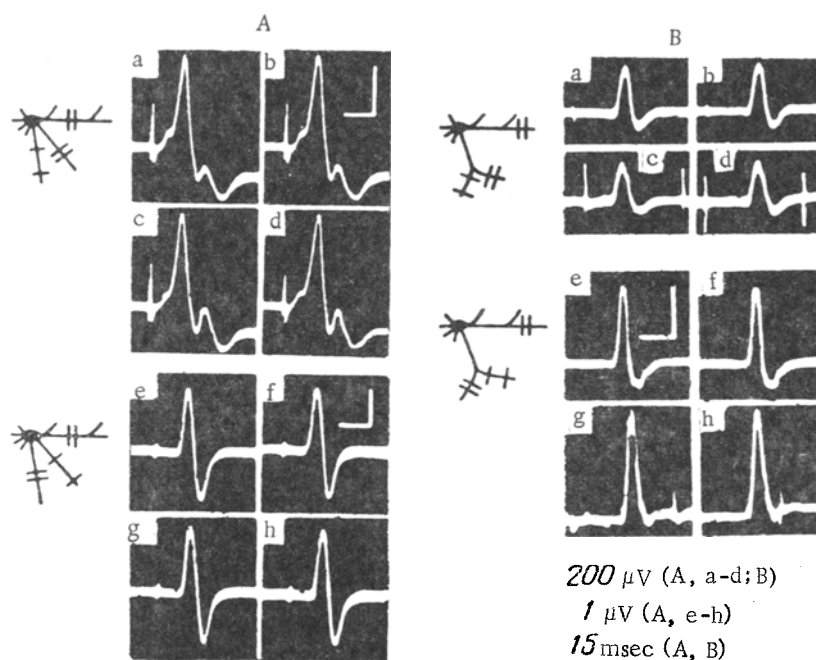 A
a
b
c
d
e
f
g
h
B
a
b
c
d
e
f
g
h
200 μV (A, a-d; B)
1 μV (A, e-h)
15 msec (A, B)